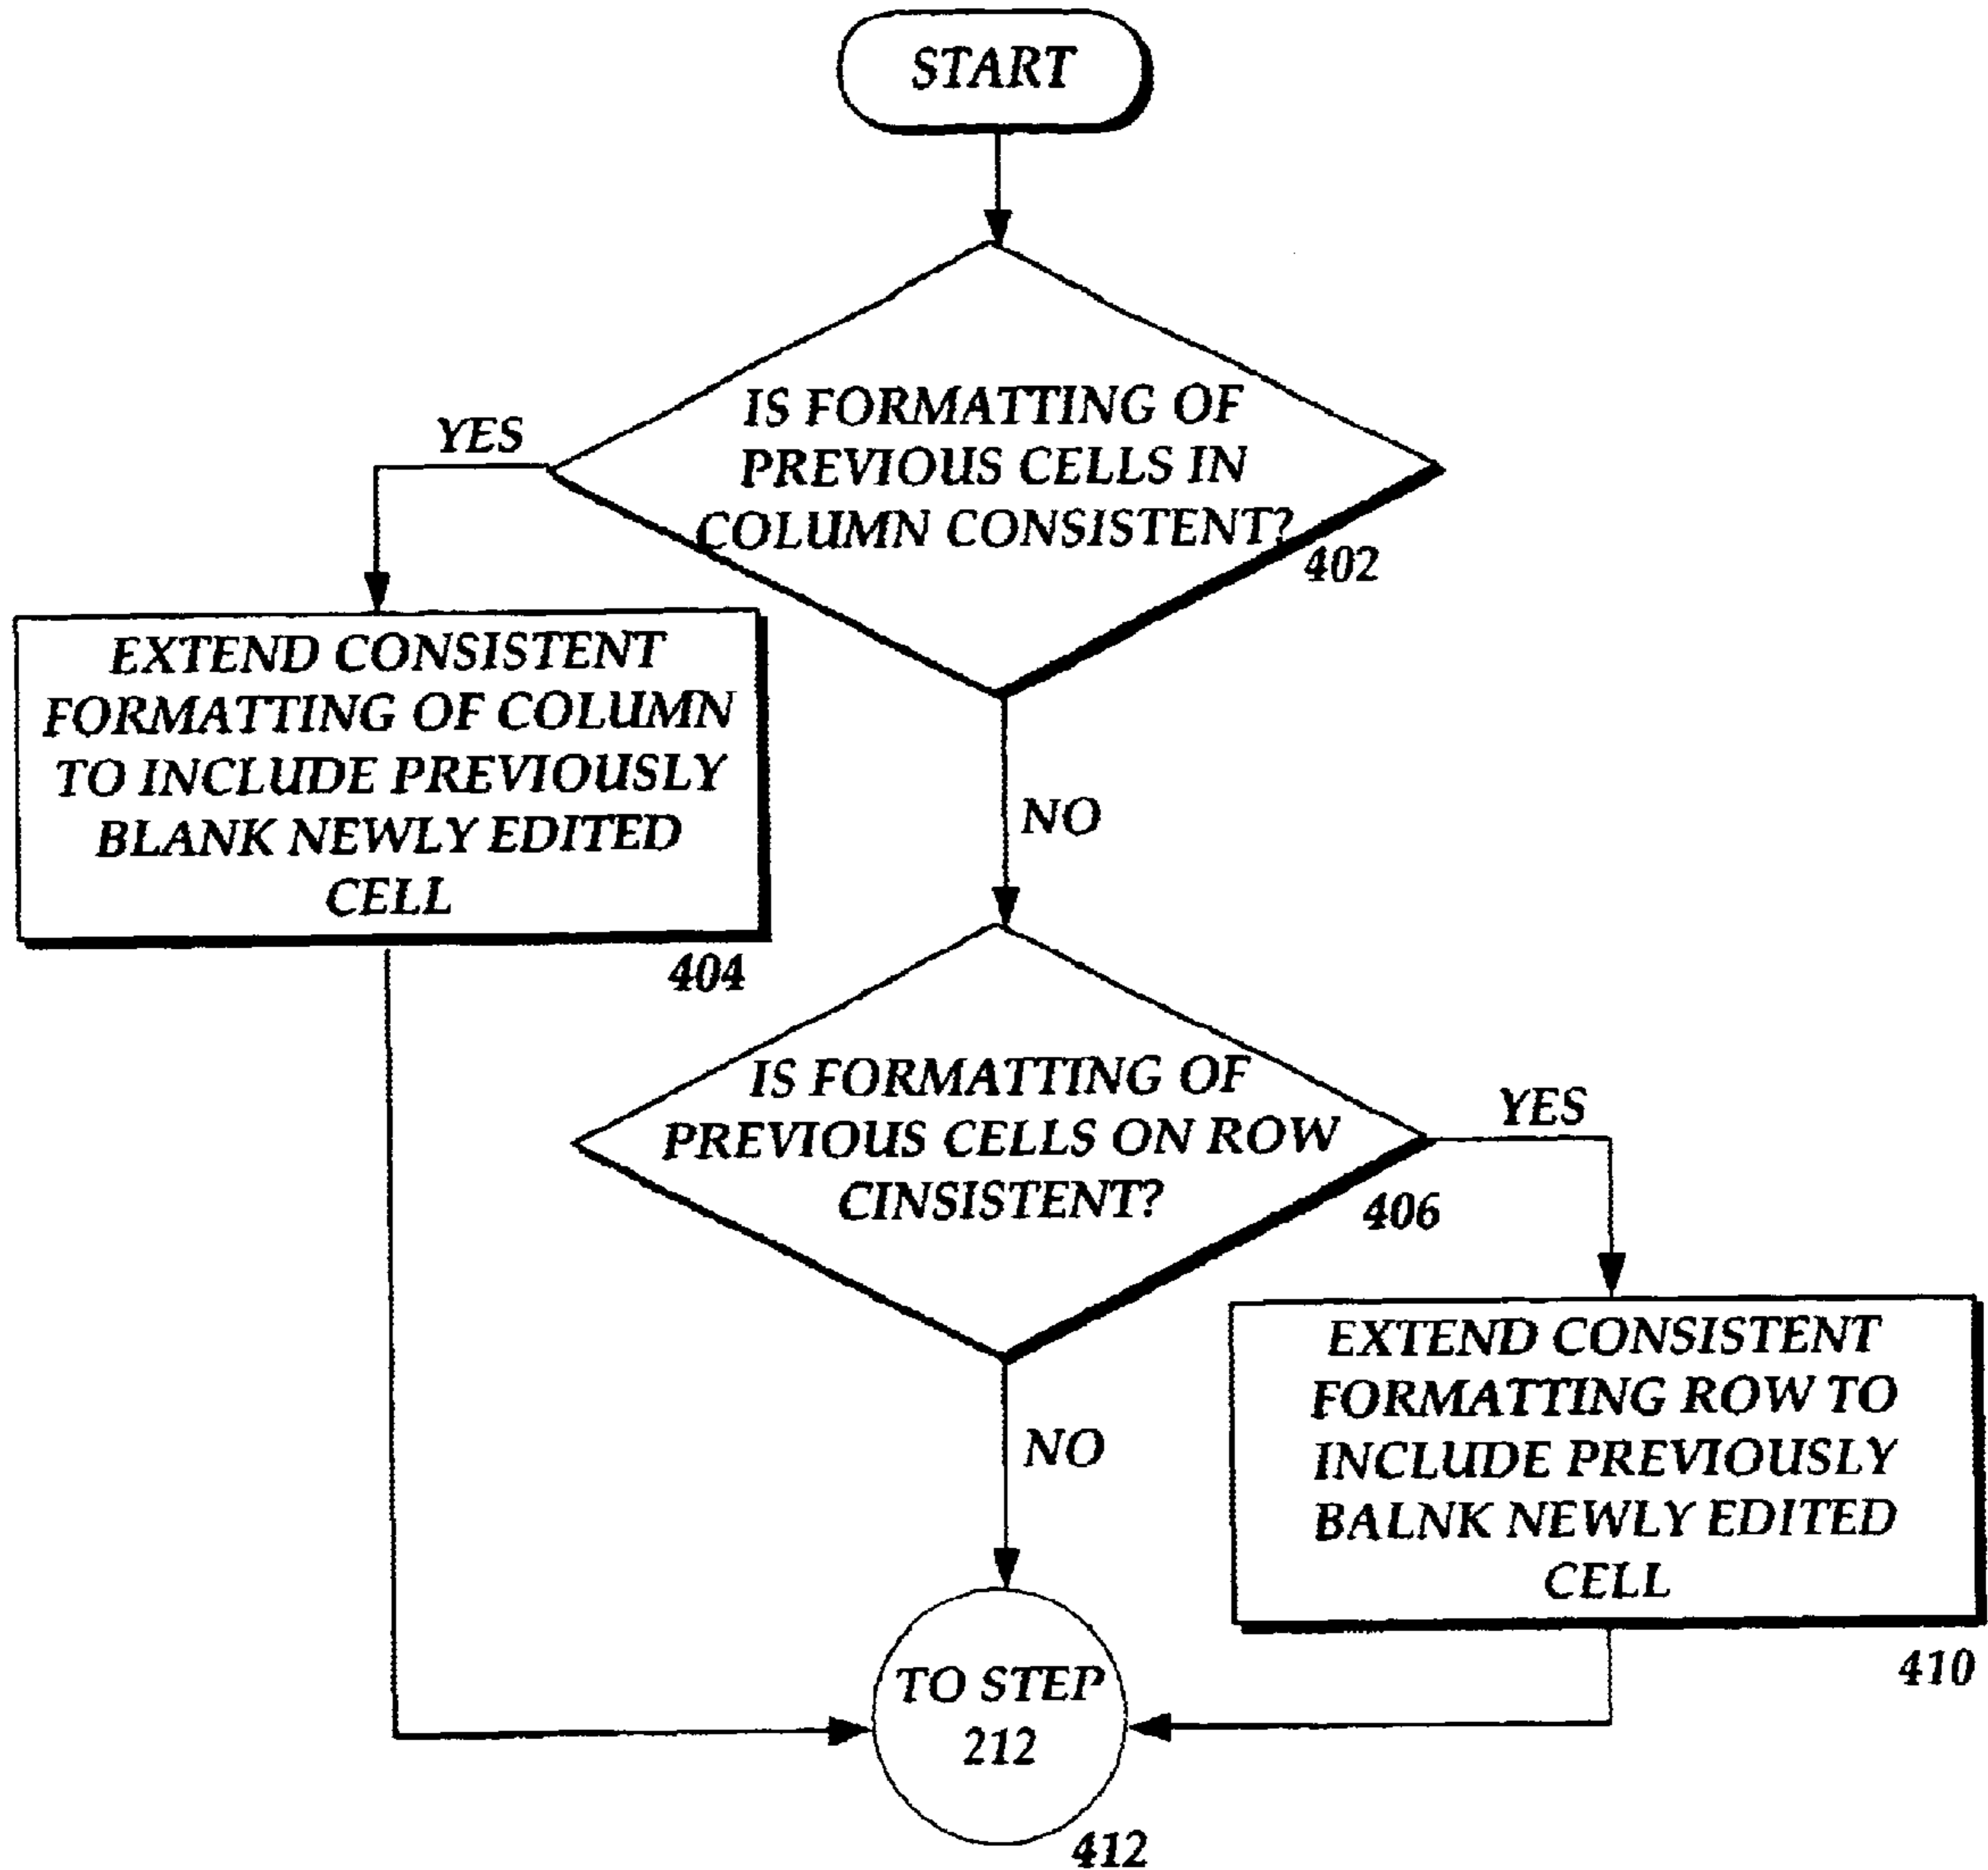 START
IS FORMATTING OF
PREVIOUS CELLS IN
COLUMN CONSISTENT?
402
YES
EXTEND CONSISTENT
FORMATTING OF COLUMN
TO INCLUDE PREVIOUSLY
BLANK NEWLY EDITED
CELL
404
NO
IS FORMATTING OF
PREVIOUS CELLS ON ROW
CINSISTENT?
406
YES
EXTEND CONSISTENT
FORMATTING ROW TO
INCLUDE PREVIOUSLY
BALNK NEWLY EDITED
CELL
410
NO
TO STEP
212
412